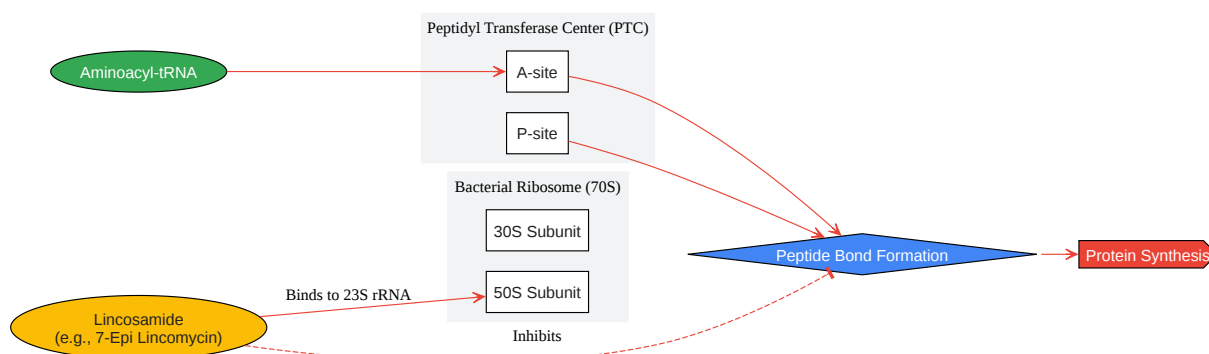 Peptidyl Transferase Center (PTC)
Aminoacyl-tRNA
A-site
P-site
Bacterial Ribosome (70S)
30S Subunit
Peptide Bond Formation
Protein Synthesis
Binds to 23S rRNA
50S Subunit
Lincosamide
(e.g., 7-Epi Lincomycin)
Inhibits